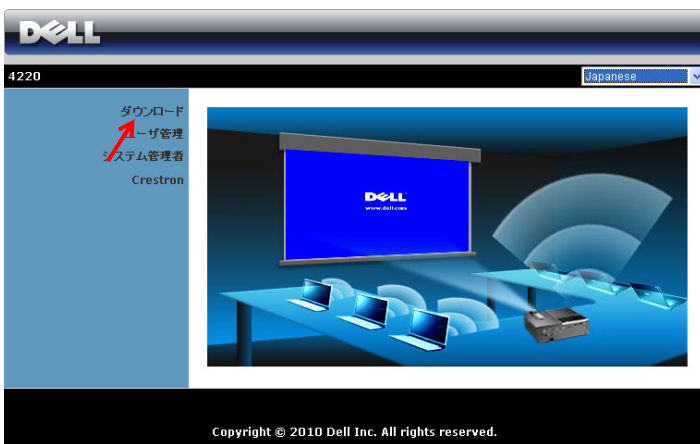 DELL
4220
Japanese
ダウンロード
ユーザ管理
システム管理者
Crestron
DELL
www.dell.com
Copyright © 2010 Dell Inc. All rights reserved.